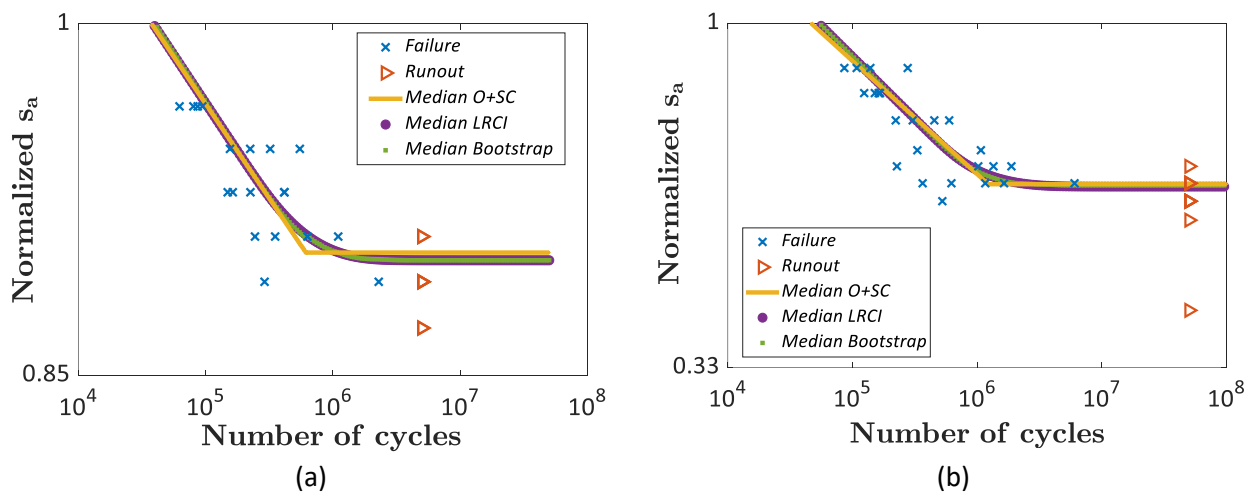 1
Normalized s_a
0.85
Failure
Runout
Median O+SC
Median LRCI
Median Bootstrap
10^4 10^5 10^6 10^7 10^8
Number of cycles
(a)
1
Normalized s_a
0.33
Failure
Runout
Median O+SC
Median LRCI
Median Bootstrap
10^4 10^5 10^6 10^7 10^8
Number of cycles
(b)